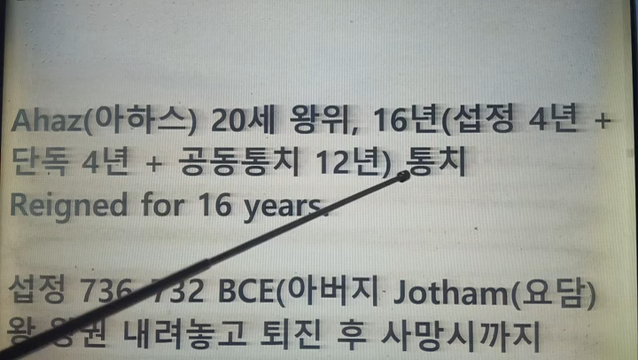 Ahaz(아하스) 20세 왕위, 16년(섭정 4년 +
단독 4년 + 공동통치 12년) 통치
Reigned for 16 years.
섭정 736-732 BCE(아버지 Jotham(요담)
왕 왕권 내려놓고 퇴진 후 사망시까지